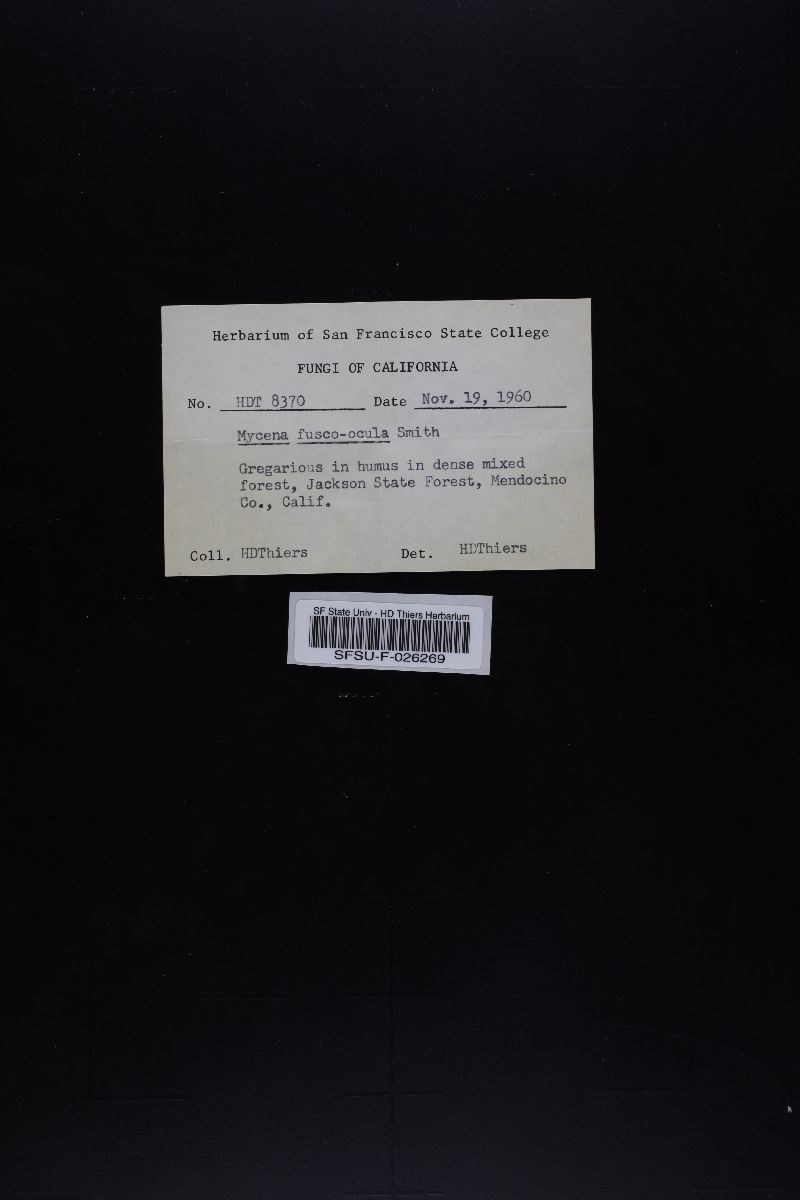 Herbarium of San Francisco State College
FUNGI OF CALIFORNIA
No. HDT 8370 Date Nov. 19, 1960
Mycena fusco-ocula Smith
Gregarious in humus in dense mixed
forest, Jackson State Forest, Mendocino
Co., Calif.
Coll. HDThiers Det. HDThiers
SF State Univ - HD Thiers Herbarium
SFSU-F-026269